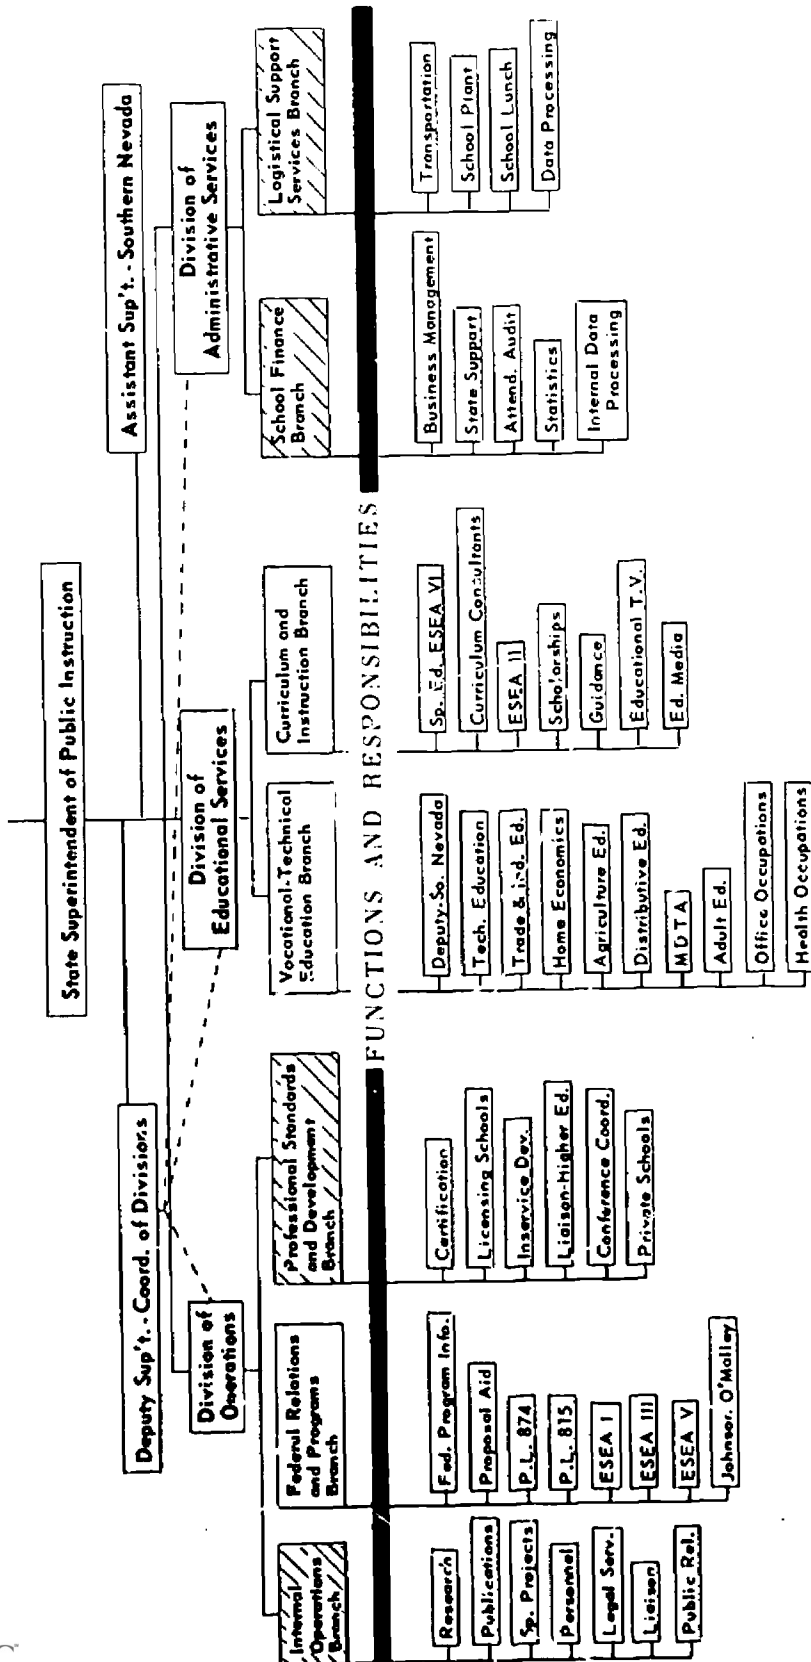 State Superintendent of Public Instruction
Deputy Sup't. - Coord. of Divisions
Assistant Sup't. - Southern Nevada
Division of
Operations
Division of
Educational Services
Division of
Administrative Services
Internal
Operations
Branch
Federal Relations
and Programs
Branch
Professional Standards
and Development
Branch
Vocational-Technical
Education Branch
Curriculum and
Instruction Branch
School Finance
Branch
Logistical Support
Services Branch
FUNCTIONS AND RESPONSIBILITIES
Research
Publications
Sp. Projects
Personnel
Legal Serv.
Liaison
Public Rel.
Fed. Program Info.
Proposal Aid
P.L. 874
P.L. 815
ESEA I
ESEA III
ESEA V
Johnson. O'Malley
Certification
Licensing Schools
Inservice Dev.
Liaison-Higher Ed.
Conference Coord.
Private Schools
Deputy-So. Nevada
Tech. Education
Trade & Ind. Ed.
Home Economics
Agriculture Ed.
Distributive Ed.
MDTA
Adult Ed.
Office Occupations
Health Occupations
Sp. Ed. ESEA VI
Curriculum Consultants
ESEA II
Scholarships
Guidance
Educational T.V.
Ed. Media
Business Management
State Support
Attend. Audit
Statistics
Internal Data
Processing
Transportation
School Plant
School Lunch
Data Processing